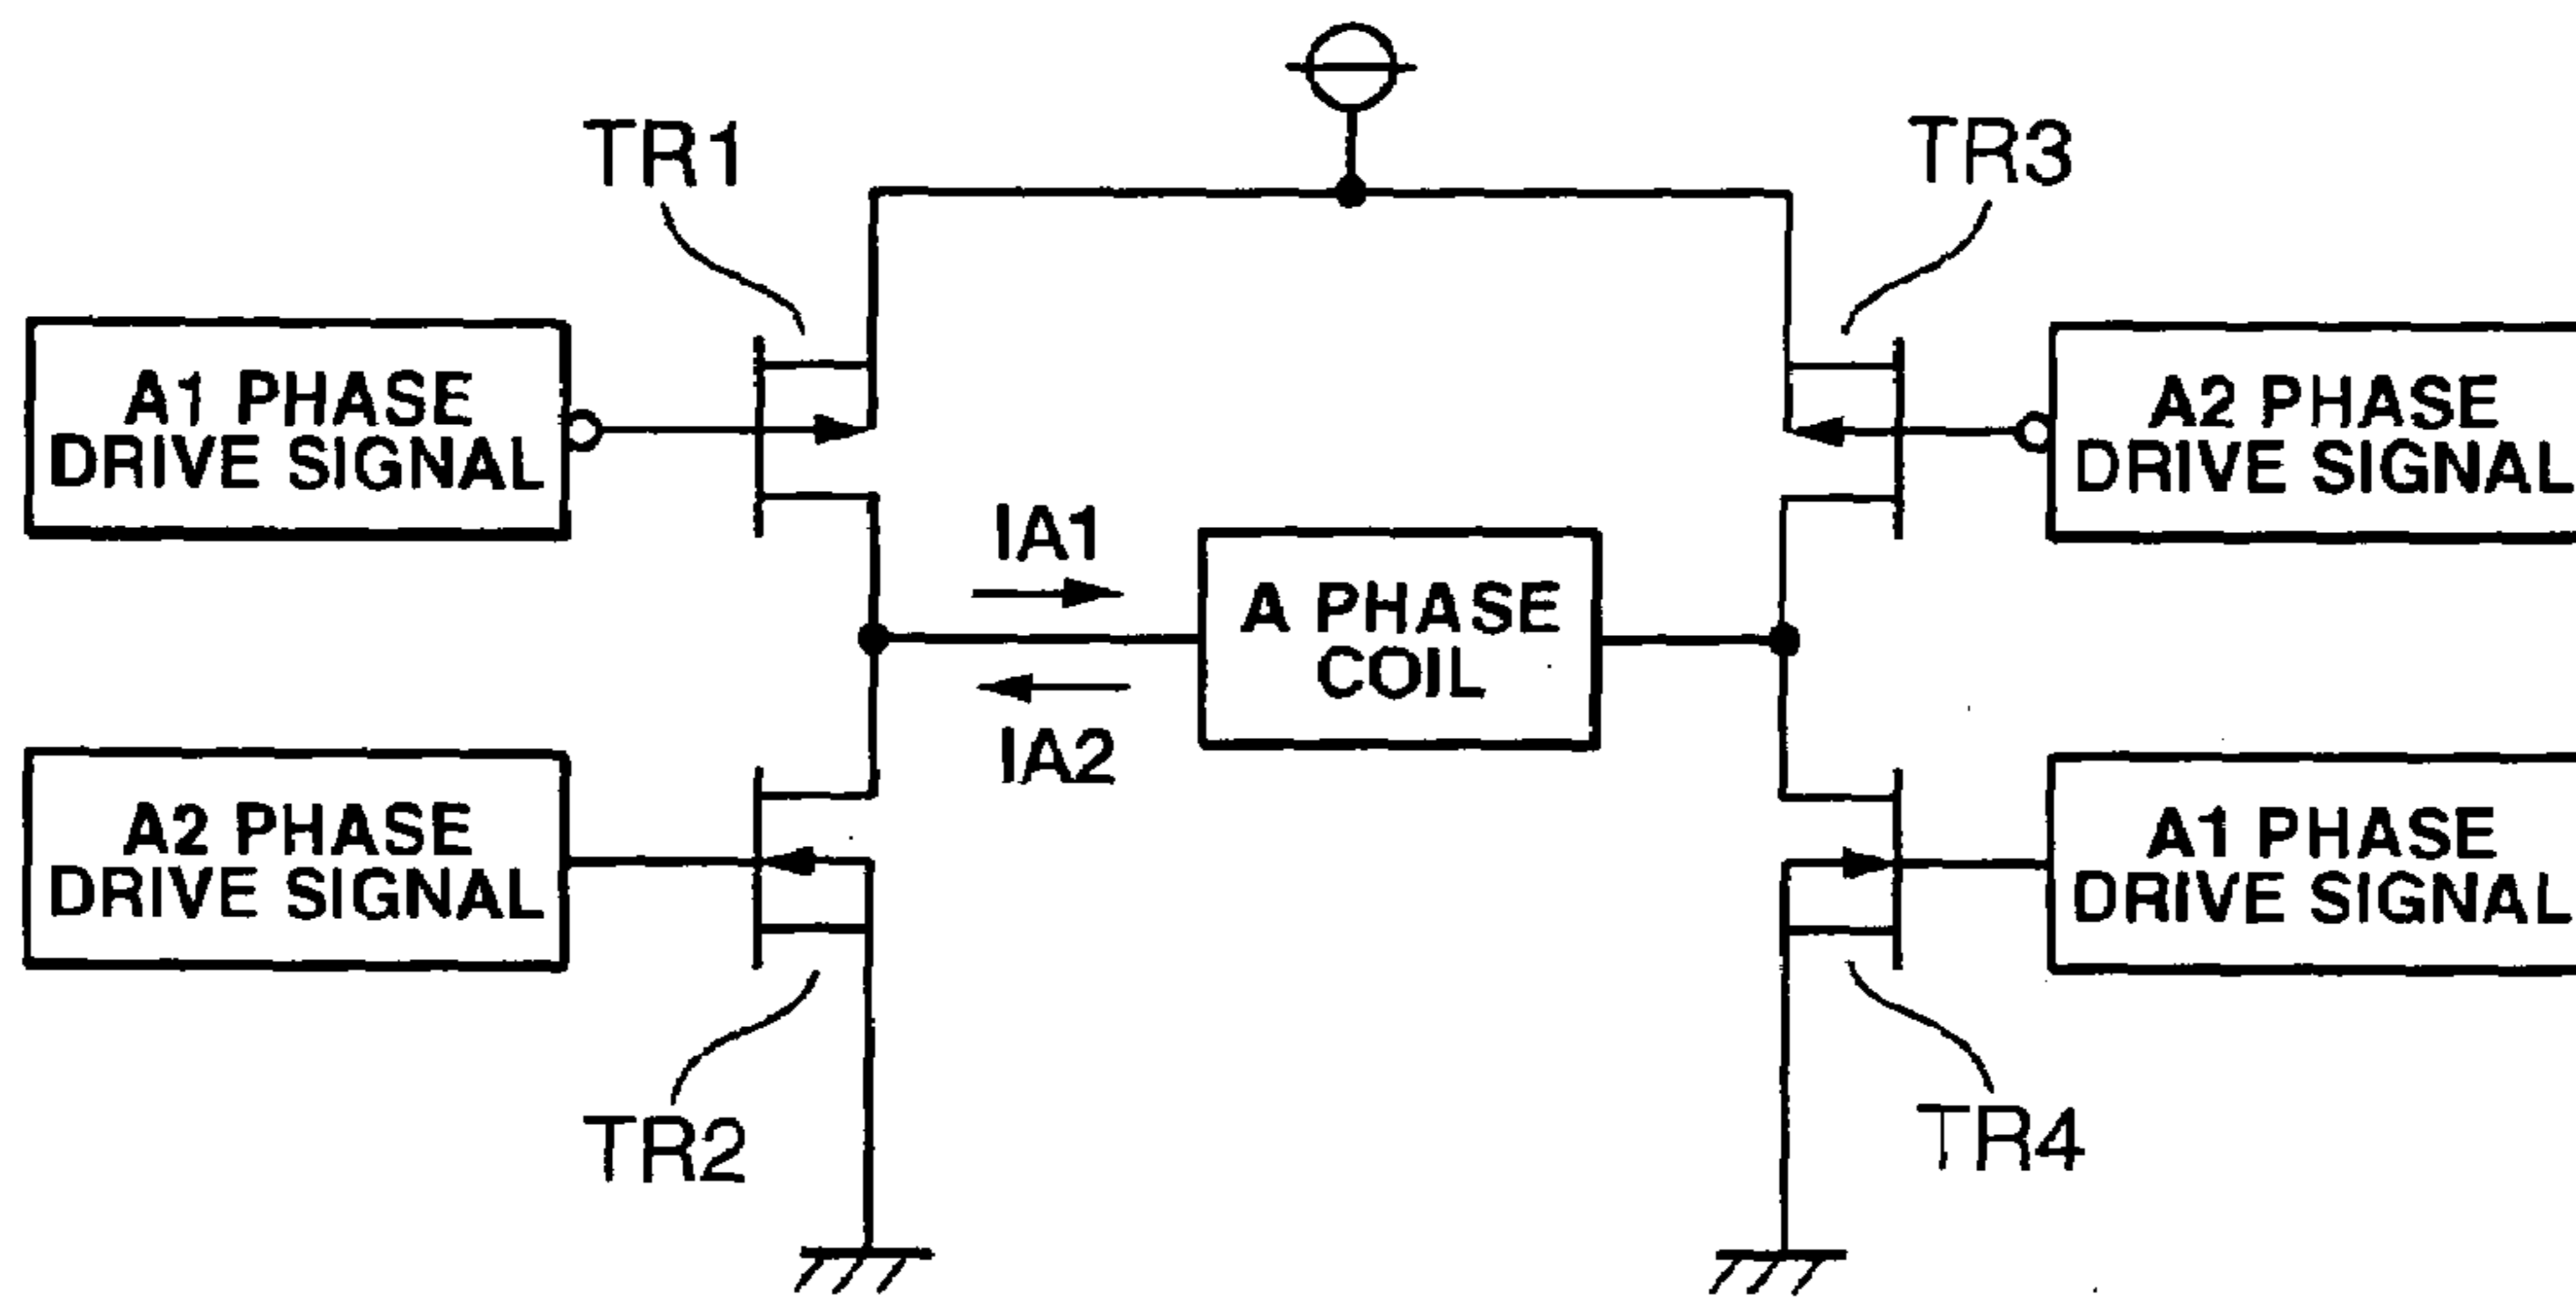 TR1
TR3
A1 PHASE
DRIVE SIGNAL
A2 PHASE
DRIVE SIGNAL
IA1
A PHASE
COIL
IA2
A2 PHASE
DRIVE SIGNAL
A1 PHASE
DRIVE SIGNAL
TR2
TR4